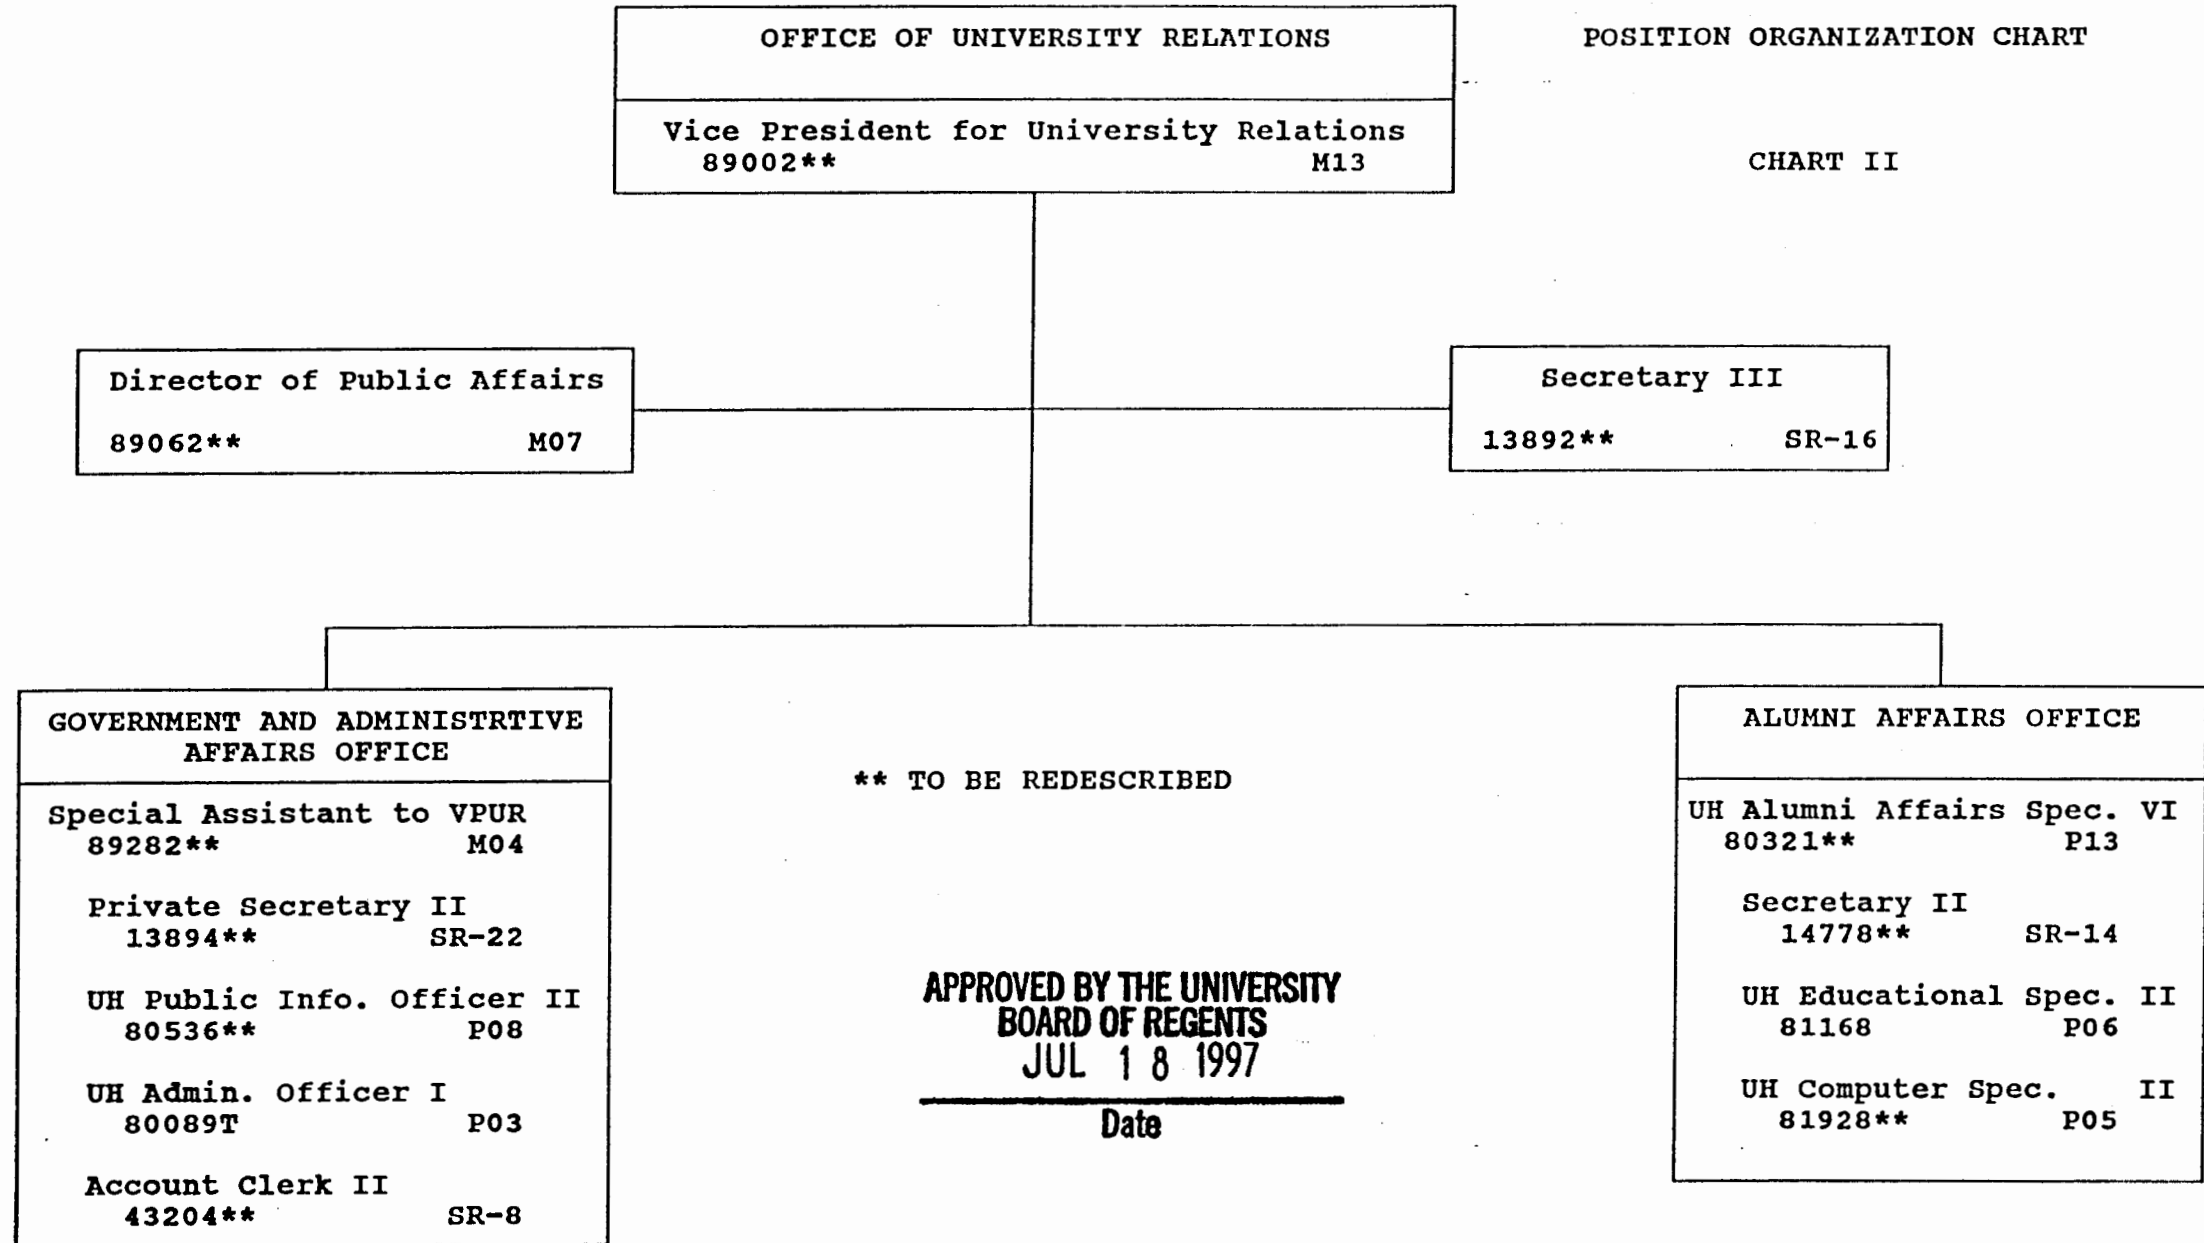 OFFICE OF UNIVERSITY RELATIONS
POSITION ORGANIZATION CHART
Vice President for University Relations
89002** M13
CHART II
Director of Public Affairs
89062** M07
Secretary III
13892** SR-16
GOVERNMENT AND ADMINISTRTIVE
AFFAIRS OFFICE
Special Assistant to VPUR
89282** M04
Private Secretary II
13894** SR-22
UH Public Info. Officer II
80536** P08
UH Admin. Officer I
80089T P03
Account Clerk II
43204** SR-8
** TO BE REDESCRIBED
APPROVED BY THE UNIVERSITY
BOARD OF REGENTS
JUL 18 1997
Date
ALUMNI AFFAIRS OFFICE
UH Alumni Affairs Spec. VI
80321** P13
Secretary II
14778** SR-14
UH Educational Spec. II
81168 P06
UH Computer Spec. II
81928** P05